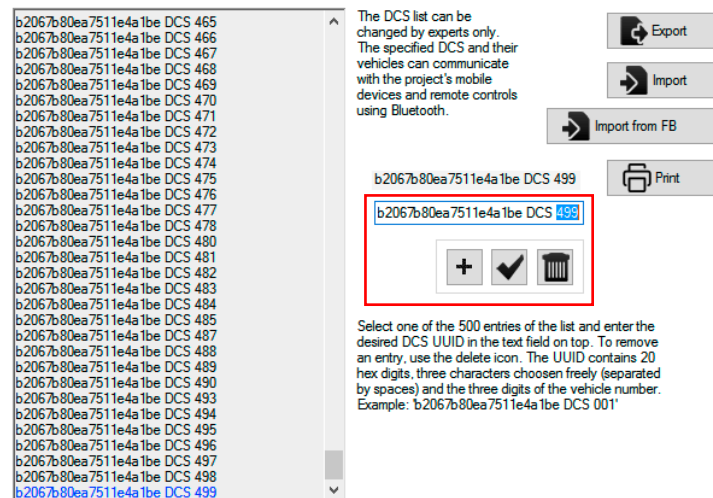 b2067b80ea7511e4a1be DCS 465
b2067b80ea7511e4a1be DCS 466
b2067b80ea7511e4a1be DCS 467
b2067b80ea7511e4a1be DCS 468
b2067b80ea7511e4a1be DCS 469
b2067b80ea7511e4a1be DCS 470
b2067b80ea7511e4a1be DCS 471
b2067b80ea7511e4a1be DCS 472
b2067b80ea7511e4a1be DCS 473
b2067b80ea7511e4a1be DCS 474
b2067b80ea7511e4a1be DCS 475
b2067b80ea7511e4a1be DCS 476
b2067b80ea7511e4a1be DCS 477
b2067b80ea7511e4a1be DCS 478
b2067b80ea7511e4a1be DCS 480
b2067b80ea7511e4a1be DCS 481
b2067b80ea7511e4a1be DCS 482
b2067b80ea7511e4a1be DCS 483
b2067b80ea7511e4a1be DCS 484
b2067b80ea7511e4a1be DCS 485
b2067b80ea7511e4a1be DCS 487
b2067b80ea7511e4a1be DCS 488
b2067b80ea7511e4a1be DCS 489
b2067b80ea7511e4a1be DCS 490
b2067b80ea7511e4a1be DCS 493
b2067b80ea7511e4a1be DCS 494
b2067b80ea7511e4a1be DCS 495
b2067b80ea7511e4a1be DCS 496
b2067b80ea7511e4a1be DCS 497
b2067b80ea7511e4a1be DCS 498
b2067b80ea7511e4a1be DCS 499
The DCS list can be
changed by experts only.
The specified DCS and their
vehicles can communicate
with the project's mobile
devices and remote controls
using Bluetooth.
Export
Import
Import from FB
Print
b2067b80ea7511e4a1be DCS 499
b2067b80ea7511e4a1be DCS 499
Select one of the 500 entries of the list and enter the
desired DCS UUID in the text field on top. To remove
an entry, use the delete icon. The UUID contains 20
hex digits, three characters choosen freely (separated
by spaces) and the three digits of the vehicle number.
Example: 'b2067b80ea7511e4a1be DCS 001'